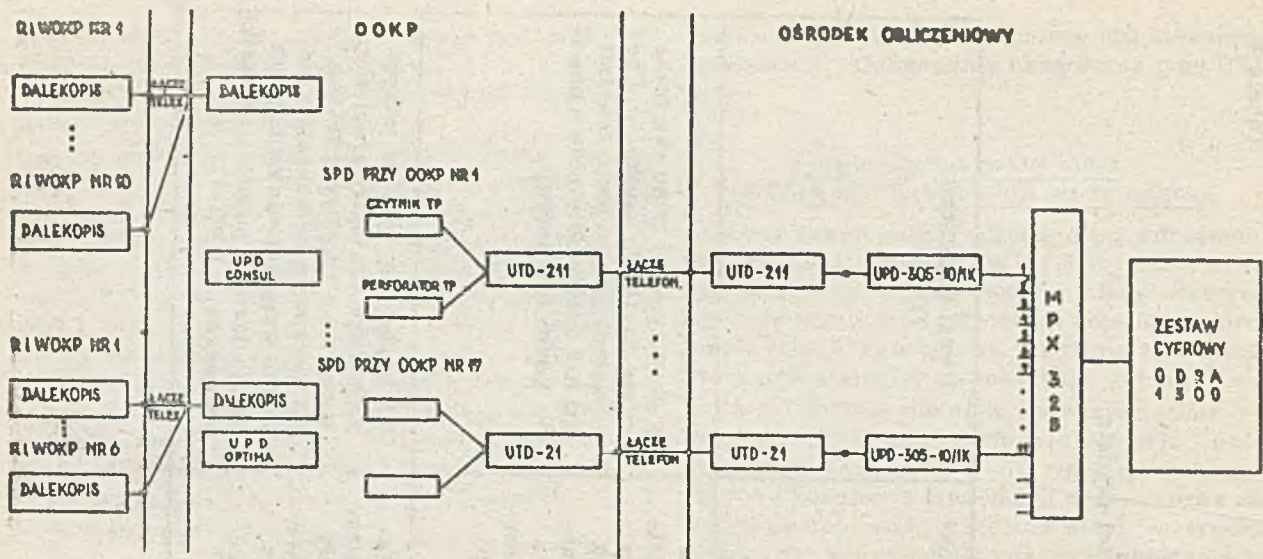 RiWOKP NR 1
OOKP
OŚRODEK OBLICZENIOWY
DALEKOPIS
ŁĄCZE
TELEX
DALEKOPIS
RiWOKP NR 10
DALEKOPIS
SPD PRZY OOKP NR 1
CZYTNIK TP
UPD
CONSUL
PERFORATOR TP
UTD-211
ŁĄCZE
TELEFON.
UTD-211
UPD-305-10/1K
MPX 325
ZESTAW
CYFROWY
ODRA
1300
RiWOKP NR 1
SPD PRZY OOKP NR 17
DALEKOPIS
ŁĄCZE
TELEX
DALEKOPIS
RiWOKP NR 6
UPD
OPTIMA
DALEKOPIS
UTD-21
ŁĄCZE
TELEFON
UTD-21
UPD-305-10/1K